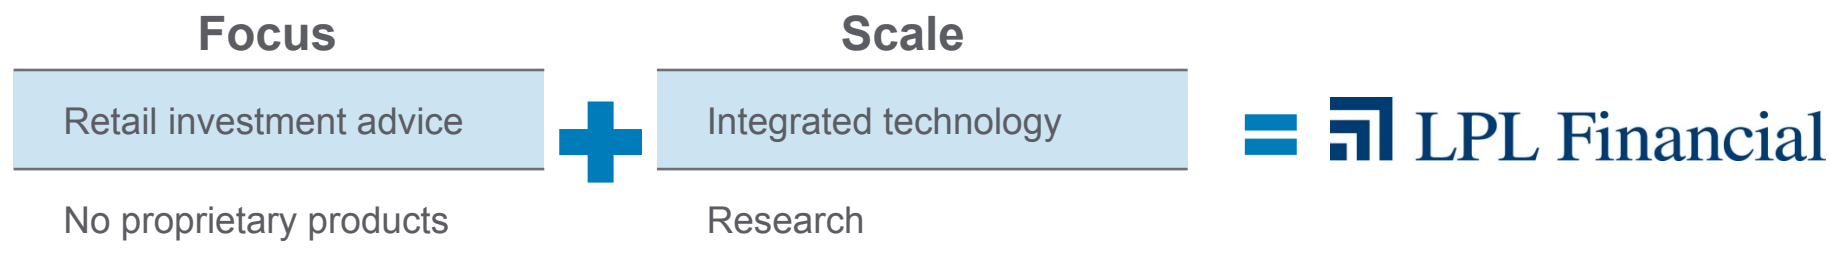 Focus
Retail investment advice
No proprietary products
+
Scale
Integrated technology
Research
=
LPL Financial